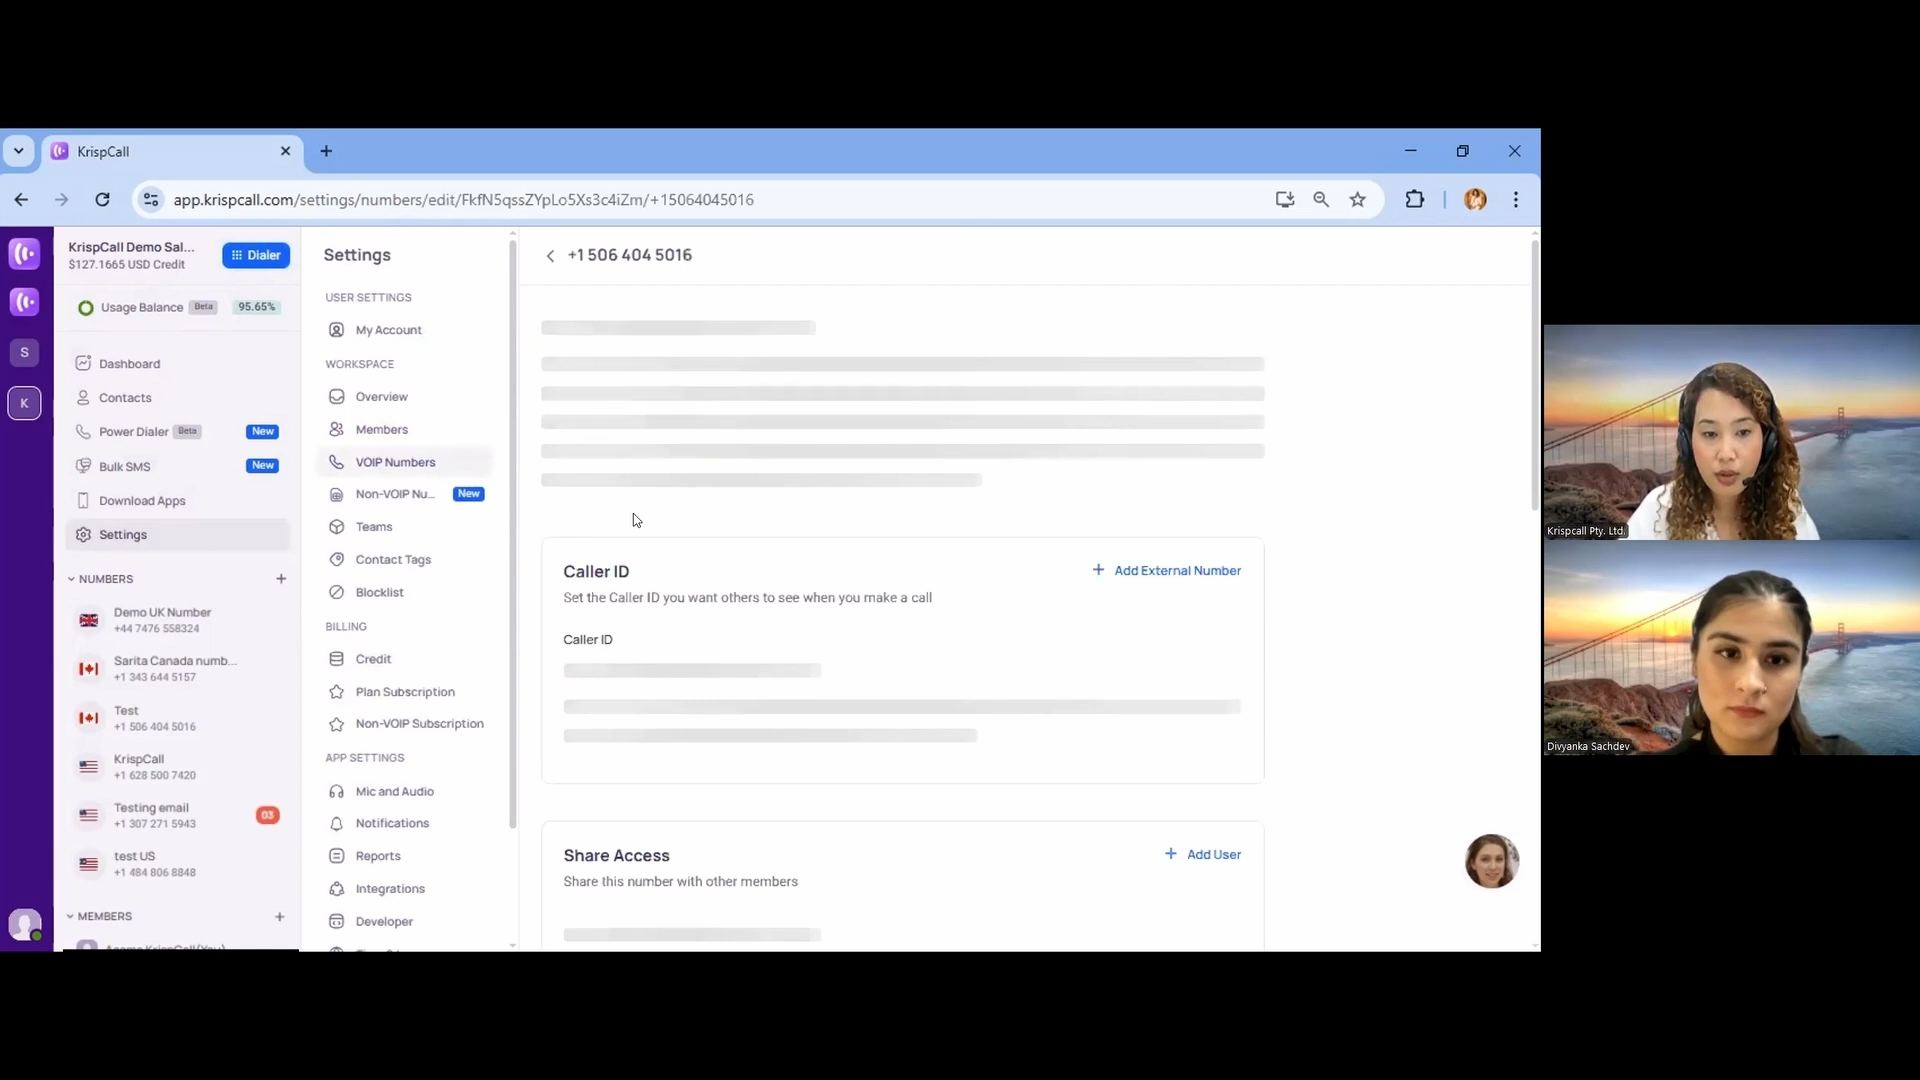 KrispCall
app.krispcall.com/settings/numbers/edit/FkfN5qssZYpLo5Xs3c4iZm/+15064045016
KrispCall Demo Sal...
$127.1665 USD Credit
Dialer
Usage Balance Beta 95.65%
Dashboard
Contacts
Power Dialer Beta New
Bulk SMS New
Download Apps
Settings
NUMBERS
Demo UK Number
+44 7476 558324
Sarita Canada numb...
+1 343 644 5157
Test
+1 506 404 5016
KrispCall
+1 628 500 7420
Testing email
+1 307 271 5943
03
test US
+1 484 806 8848
MEMBERS
S
K
Settings
USER SETTINGS
My Account
WORKSPACE
Overview
Members
VOIP Numbers
Non-VOIP Nu... New
Teams
Contact Tags
Blocklist
BILLING
Credit
Plan Subscription
Non-VOIP Subscription
APP SETTINGS
Mic and Audio
Notifications
Reports
Integrations
Developer
+1 506 404 5016
Caller ID
Add External Number
Set the Caller ID you want others to see when you make a call
Caller ID
Share Access
Add User
Share this number with other members
Krispcall Pty. Ltd.
Divyanka Sachdev